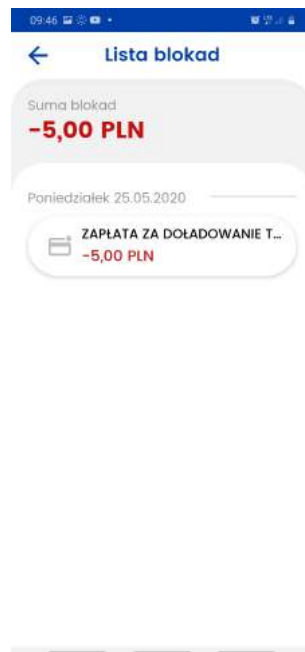 09:46
Lista blokad
Suma blokad
-5,00 PLN
Poniedziałek 25.05.2020
ZAPŁATA ZA DOŁADOWANIE T...
-5,00 PLN